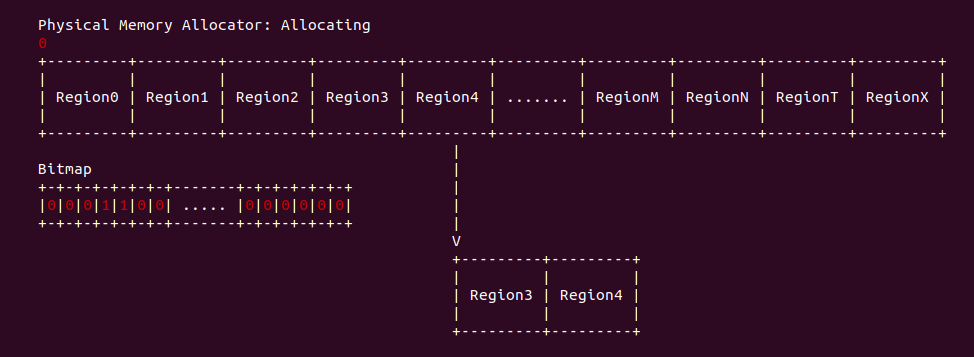 Physical Memory Allocator: Allocating
0
+---------+---------+---------+---------+---------+---------+---------+---------+---------+---------+
|         |         |         |         |         |         |         |         |         |         |
| Region0 | Region1 | Region2 | Region3 | Region4 | ....... | RegionM | RegionN | RegionT | RegionX |
|         |         |         |         |         |         |         |         |         |         |
+---------+---------+---------+---------+---------+---------+---------+---------+---------+---------+
                                              |
Bitmap                                        |
+-+-+-+-+-+-+-+-------+-+-+-+-+-+-+           |
|0|0|0|1|1|0|0| ..... |0|0|0|0|0|0|           |
+-+-+-+-+-+-+-+-------+-+-+-+-+-+-+           |
                                              V
                                              +---------+---------+
                                              |         |         |
                                              | Region3 | Region4 |
                                              |         |         |
                                              +---------+---------+